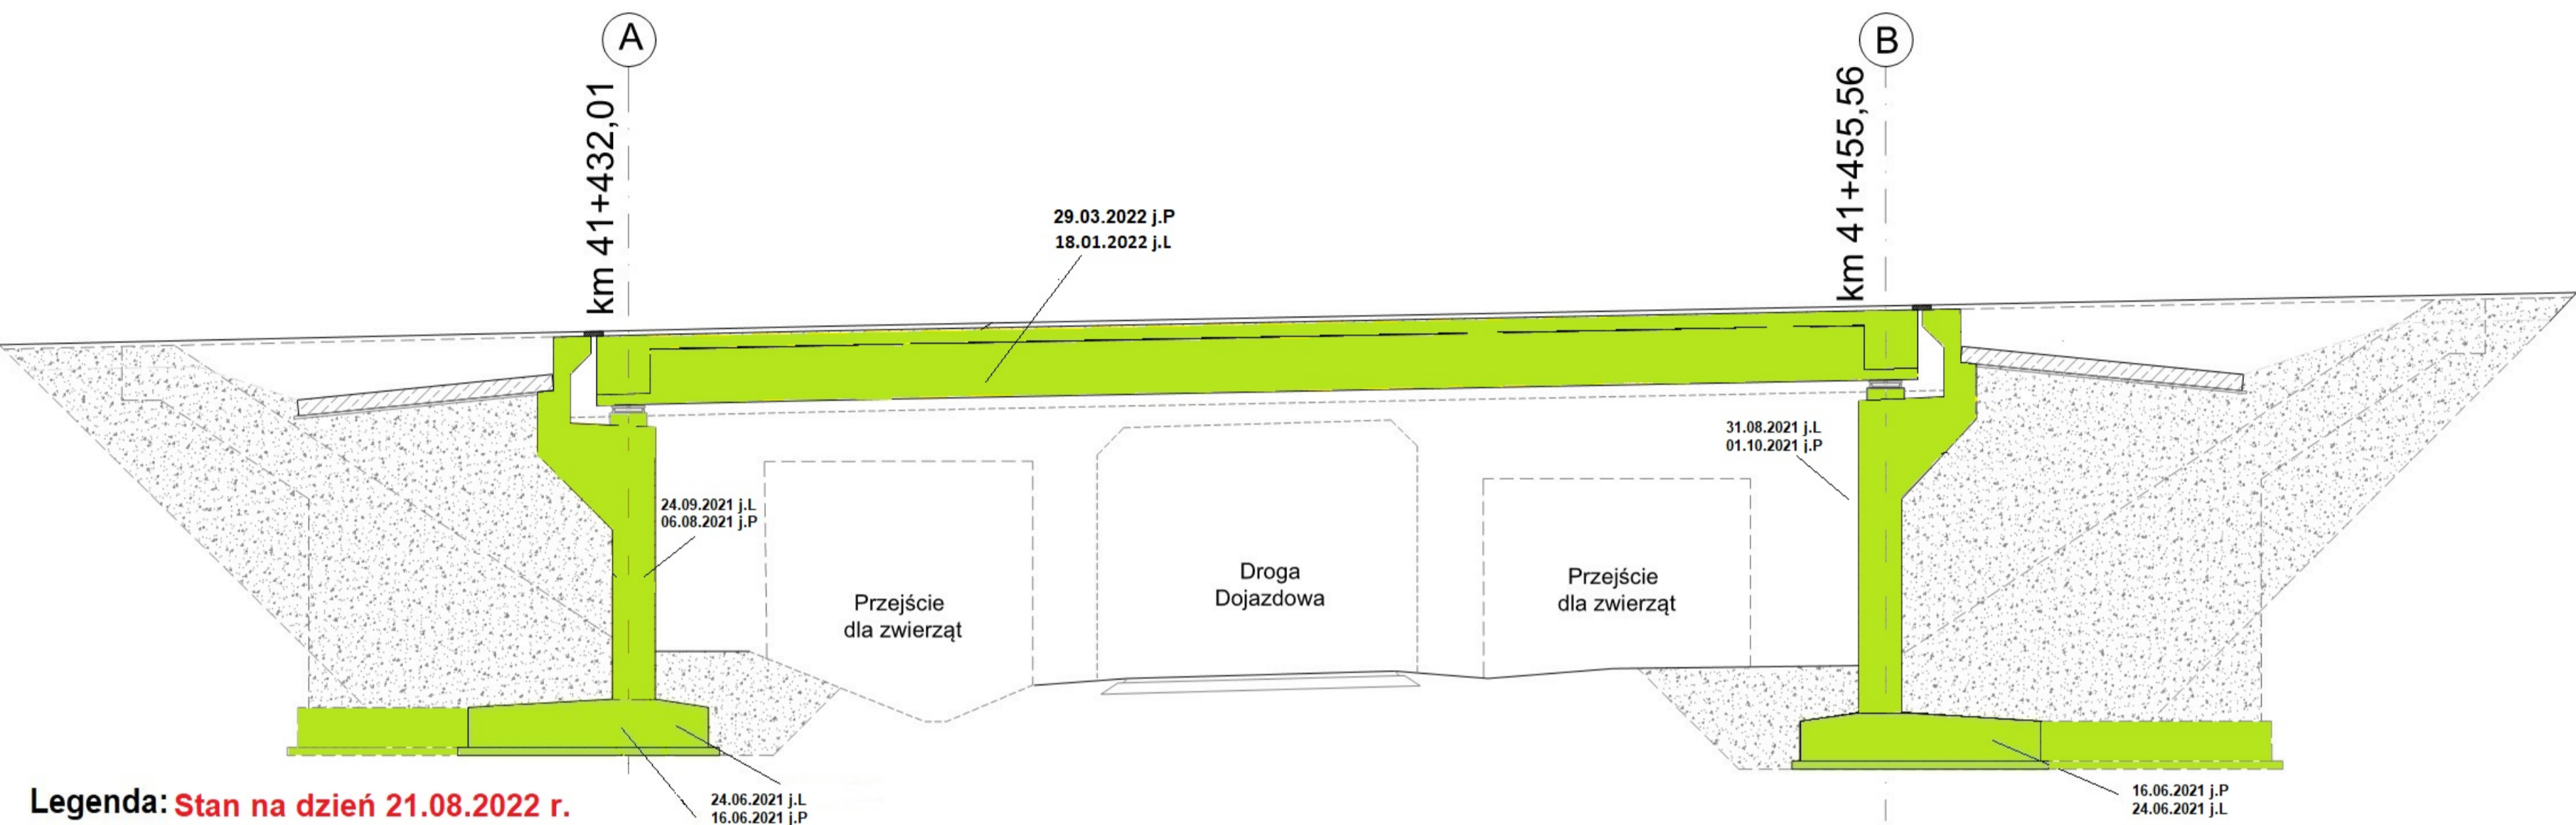 A
B
km 41+432,01
km 41+455,56
29.03.2022 j.P
18.01.2022 j.L
31.08.2021 j.L
01.10.2021 j.P
24.09.2021 j.L
06.08.2021 j.P
Droga
Dojazdowa
Przejście
dla zwierząt
Przejście
dla zwierząt
24.06.2021 j.L
16.06.2021 j.P
16.06.2021 j.P
24.06.2021 j.L
Legenda: Stan na dzień 21.08.2022 r.